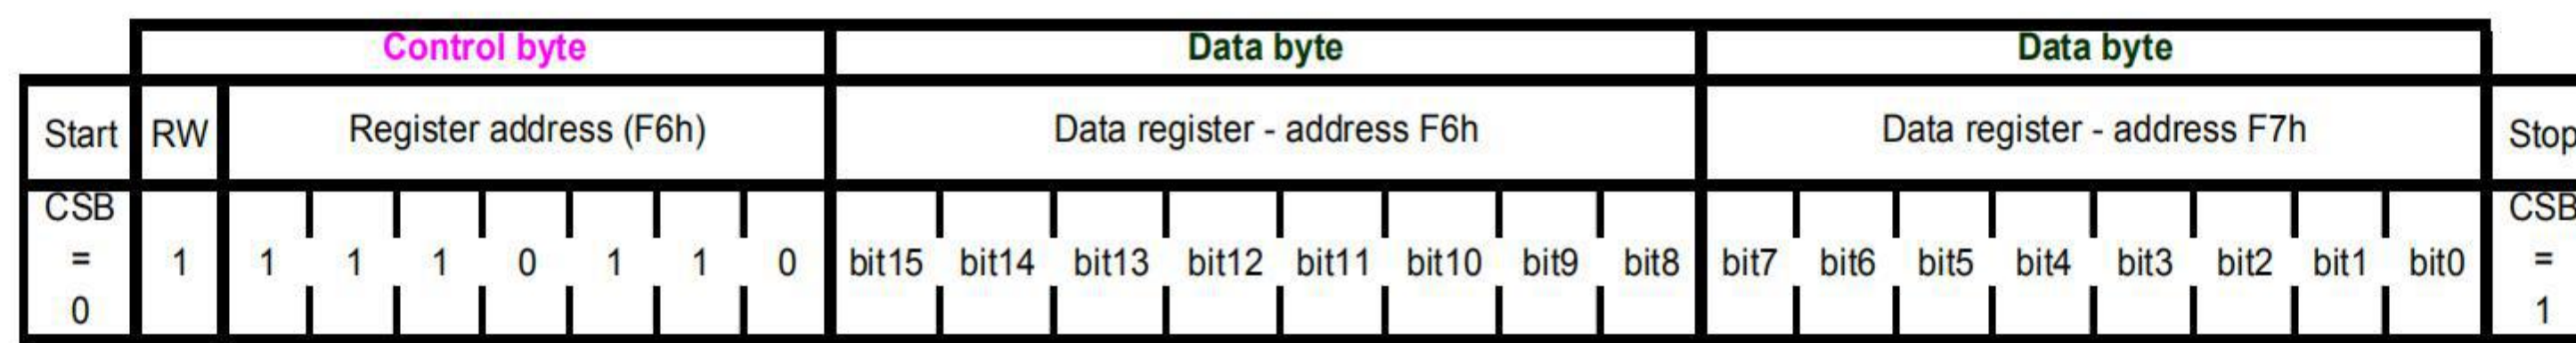 Control byte Data byte Data byte
Start RW Register address (F6h) Data register - address F6h Data register - address F7h Stop
CSB CSB
= 1 1 1 1 0 1 1 0 bit15 bit14 bit13 bit12 bit11 bit10 bit9 bit8 bit7 bit6 bit5 bit4 bit3 bit2 bit1 bit0 =
0 1